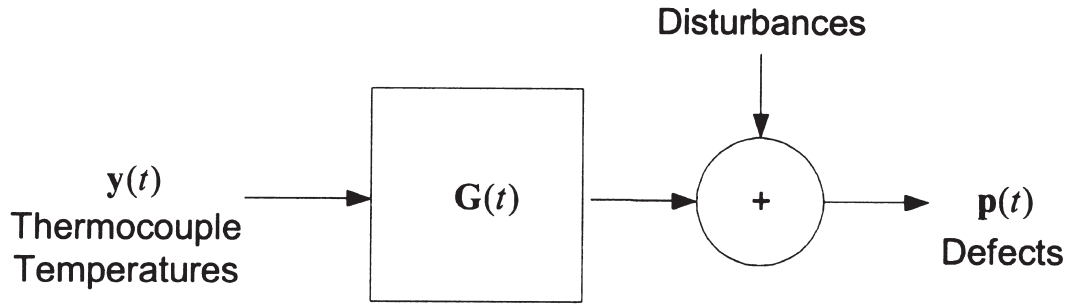 Disturbances
y(t)
Thermocouple
Temperatures
G(t)
+
p(t)
Defects